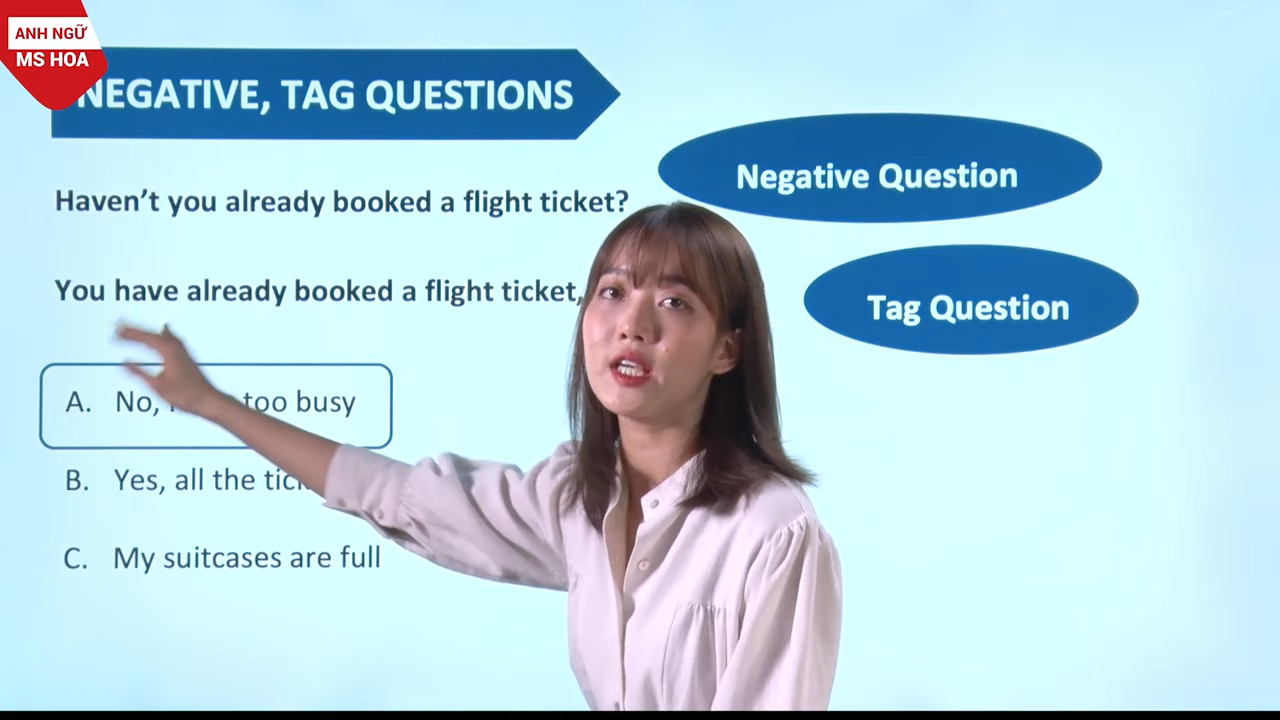 ANH NGỮ
MS HOA
NEGATIVE, TAG QUESTIONS
Negative Question
Haven't you already booked a flight ticket?
Tag Question
You have already booked a flight ticket,
A. No, too busy
B. Yes, all the
C. My suitcases are full